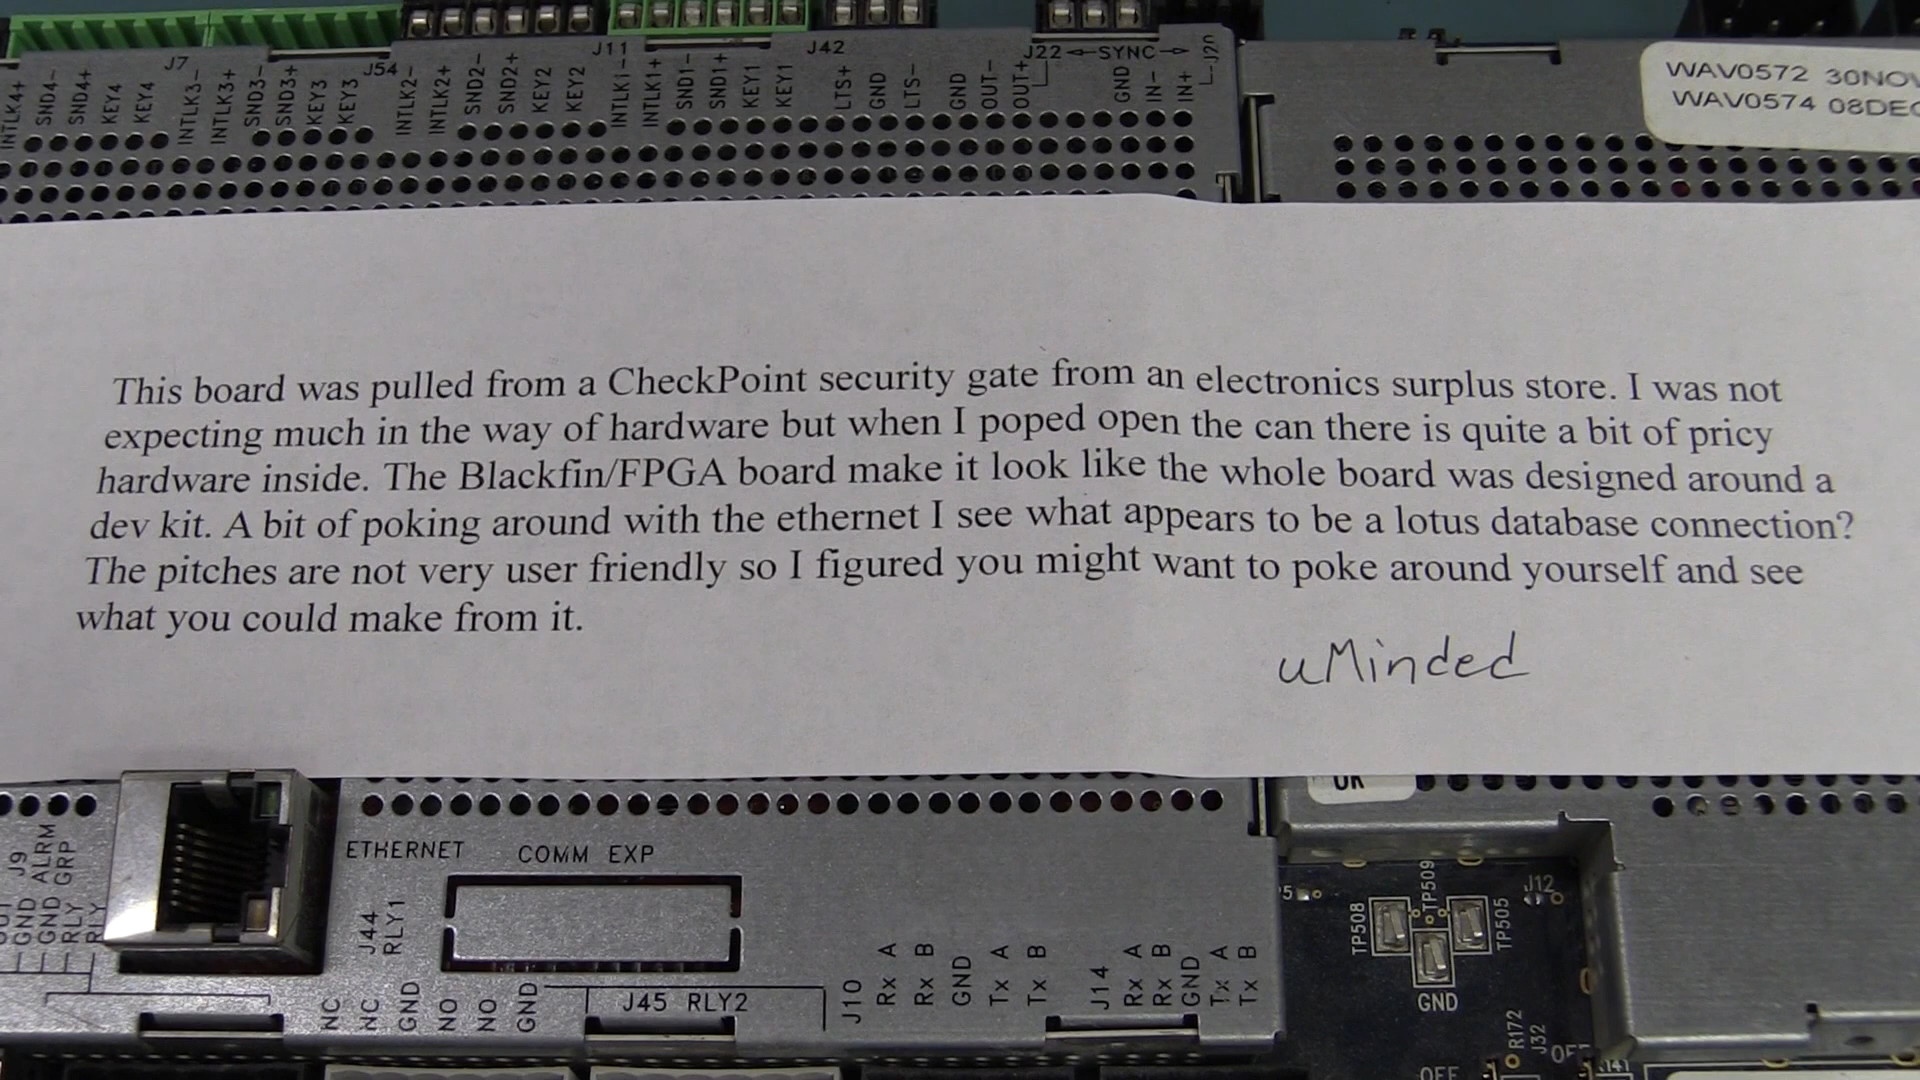 J7 J54 J11 J42 J22 SYNC J20
INTLK4+ SND4- SND4+ KEY4 KEY4 INTLK3- INTLK3+ SND3- SND3+ KEY3 KEY3 INTLK2- INTLK2+ SND2- SND2+ KEY2 KEY2 INTLK1- INTLK1+ SND1- SND1+ KEY1 KEY1 LTS+ GND LTS- GND OUT- OUT+ GND IN- IN+
WAV0572 30NOV
WAV0574 08DEC
This board was pulled from a CheckPoint security gate from an electronics surplus store. I was not
expecting much in the way of hardware but when I poped open the can there is quite a bit of pricy
hardware inside. The Blackfin/FPGA board make it look like the whole board was designed around a
dev kit. A bit of poking around with the ethernet I see what appears to be a lotus database connection?
The pitches are not very user friendly so I figured you might want to poke around yourself and see
what you could make from it.
uMinded
J9
GND GND ALRM RLY GRP RLY
ETHERNET COMM EXP
J44 RLY1
NC NC GND NO NO GND
J45 RLY2
J10 Rx A Rx B GND Tx A Tx B
J14 Rx A Rx B GND Tx A Tx B
TP508 TP509 TP505
GND
J12
R172 J32
OFF